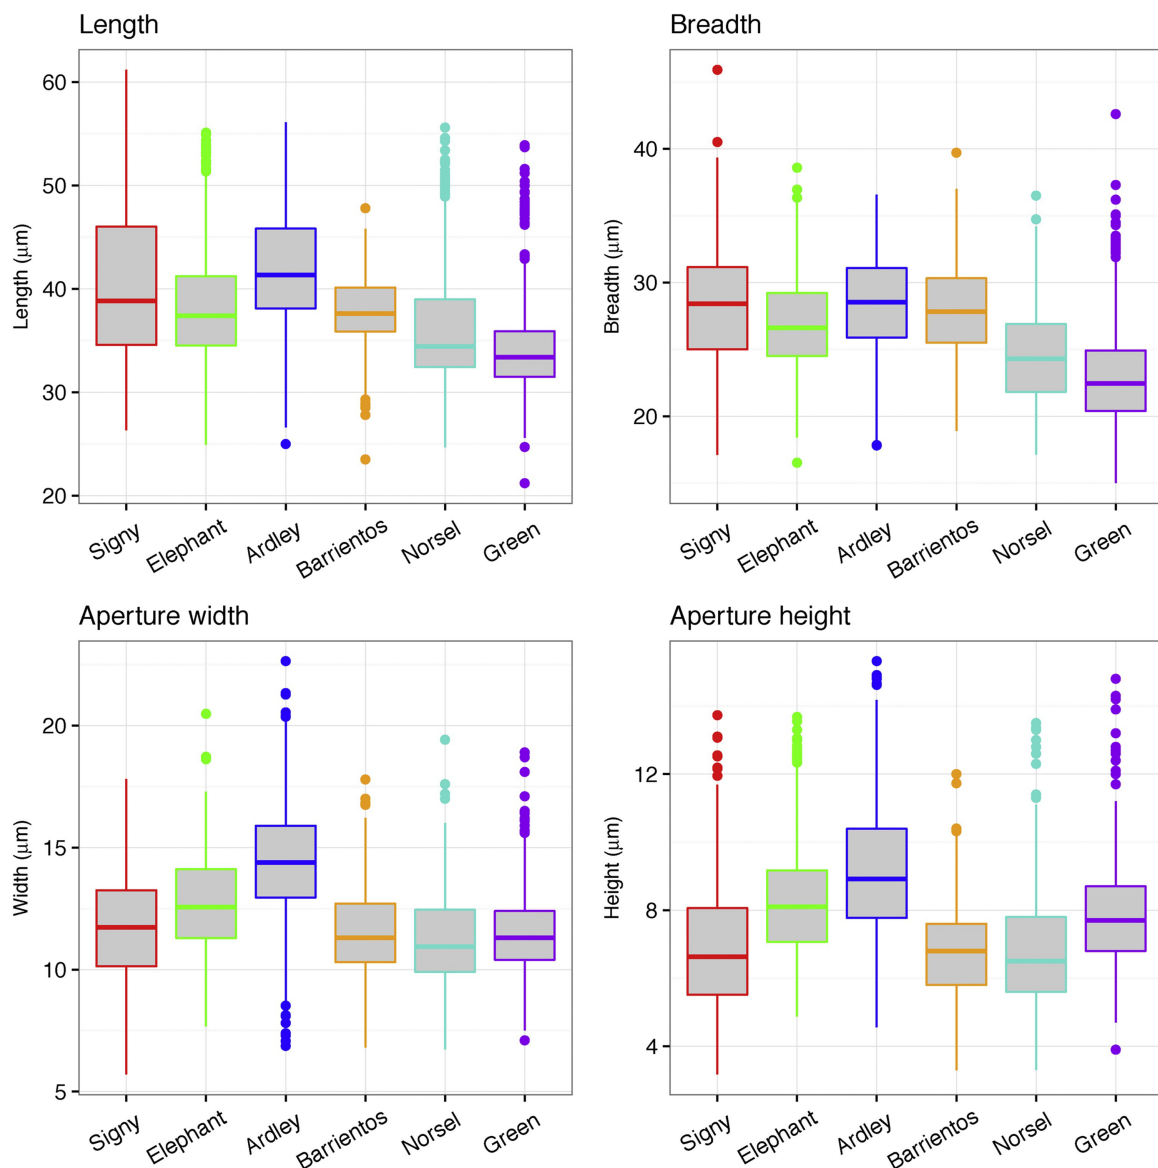 Length
Breadth
60
50
40
30
20
Length (μm)
Signy
Elephant
Ardley
Barrientos
Norsel
Green
40
30
20
Breadth (μm)
Signy
Elephant
Ardley
Barrientos
Norsel
Green
Aperture width
Aperture height
20
15
10
5
Width (μm)
Signy
Elephant
Ardley
Barrientos
Norsel
Green
12
8
4
Height (μm)
Signy
Elephant
Ardley
Barrientos
Norsel
Green